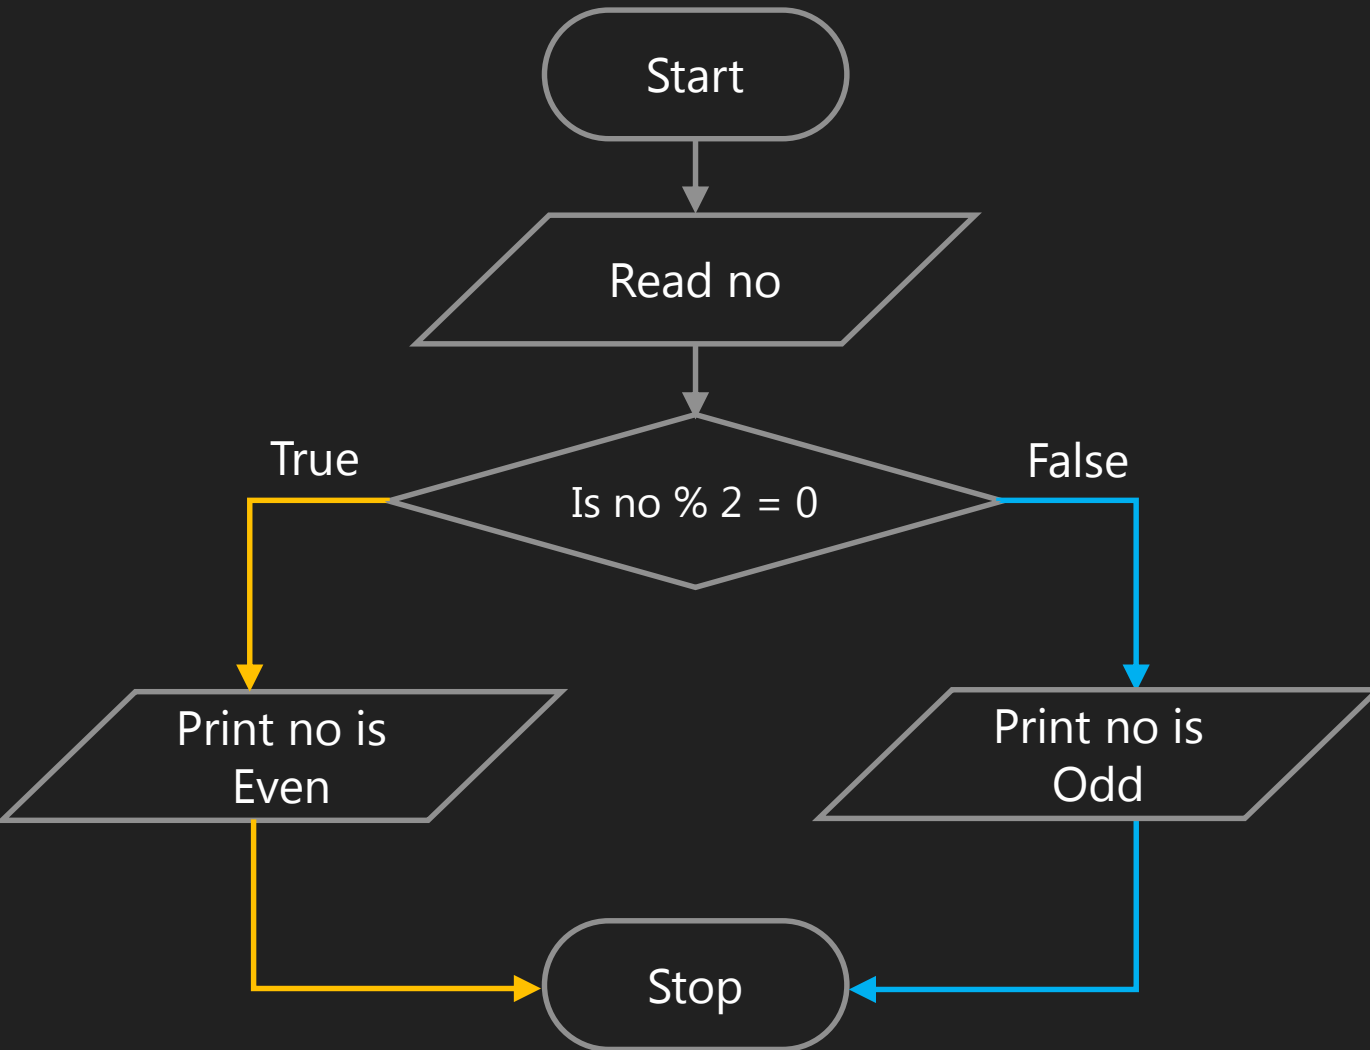 Start
Read no
True
False
Is no % 2 = 0
Print no is
Even
Print no is
Odd
Stop